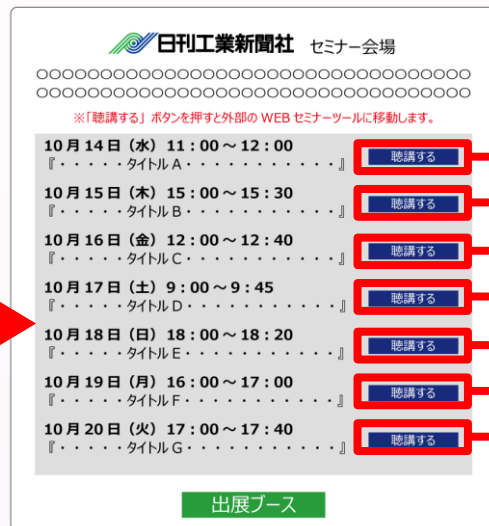 日刊工業新聞社 セミナー会場
○○○○○○○○○○○○○○○○○○○○○○○○○○○○○○○○○
○○○○○○○○○○○○○○○○○○○○○○○○○○○○○○○○○
※「聴講する」ボタンを押すと外部の WEB セミナーツールに移動します。
10月14日（水）11：00～12：00
『・・・・・タイトルA・・・・・・・・・・・』 聴講する
10月15日（木）15：00～15：30
『・・・・・タイトルB・・・・・・・・・・・』 聴講する
10月16日（金）12：00～12：40
『・・・・・タイトルC・・・・・・・・・・・』 聴講する
10月17日（土）9：00～9：45
『・・・・・タイトルD・・・・・・・・・・・』 聴講する
10月18日（日）18：00～18：20
『・・・・・タイトルE・・・・・・・・・・・』 聴講する
10月19日（月）16：00～17：00
『・・・・・タイトルF・・・・・・・・・・・』 聴講する
10月20日（火）17：00～17：40
『・・・・・タイトルG・・・・・・・・・・・』 聴講する
出展ブース